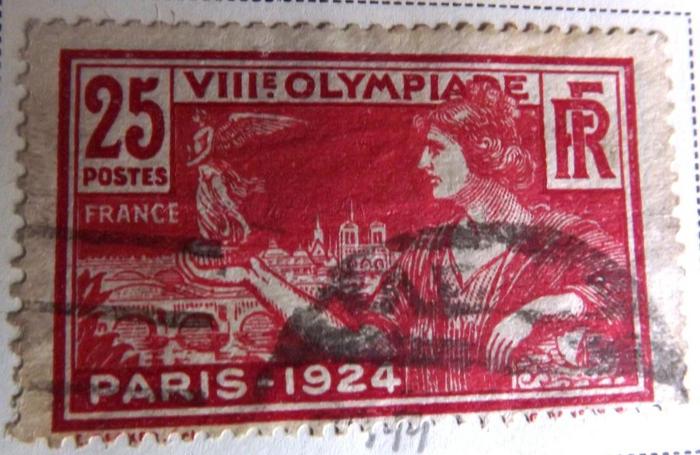 25
POSTES
VIIIE OLYMPIADE
RF
FRANCE
PARIS - 1924